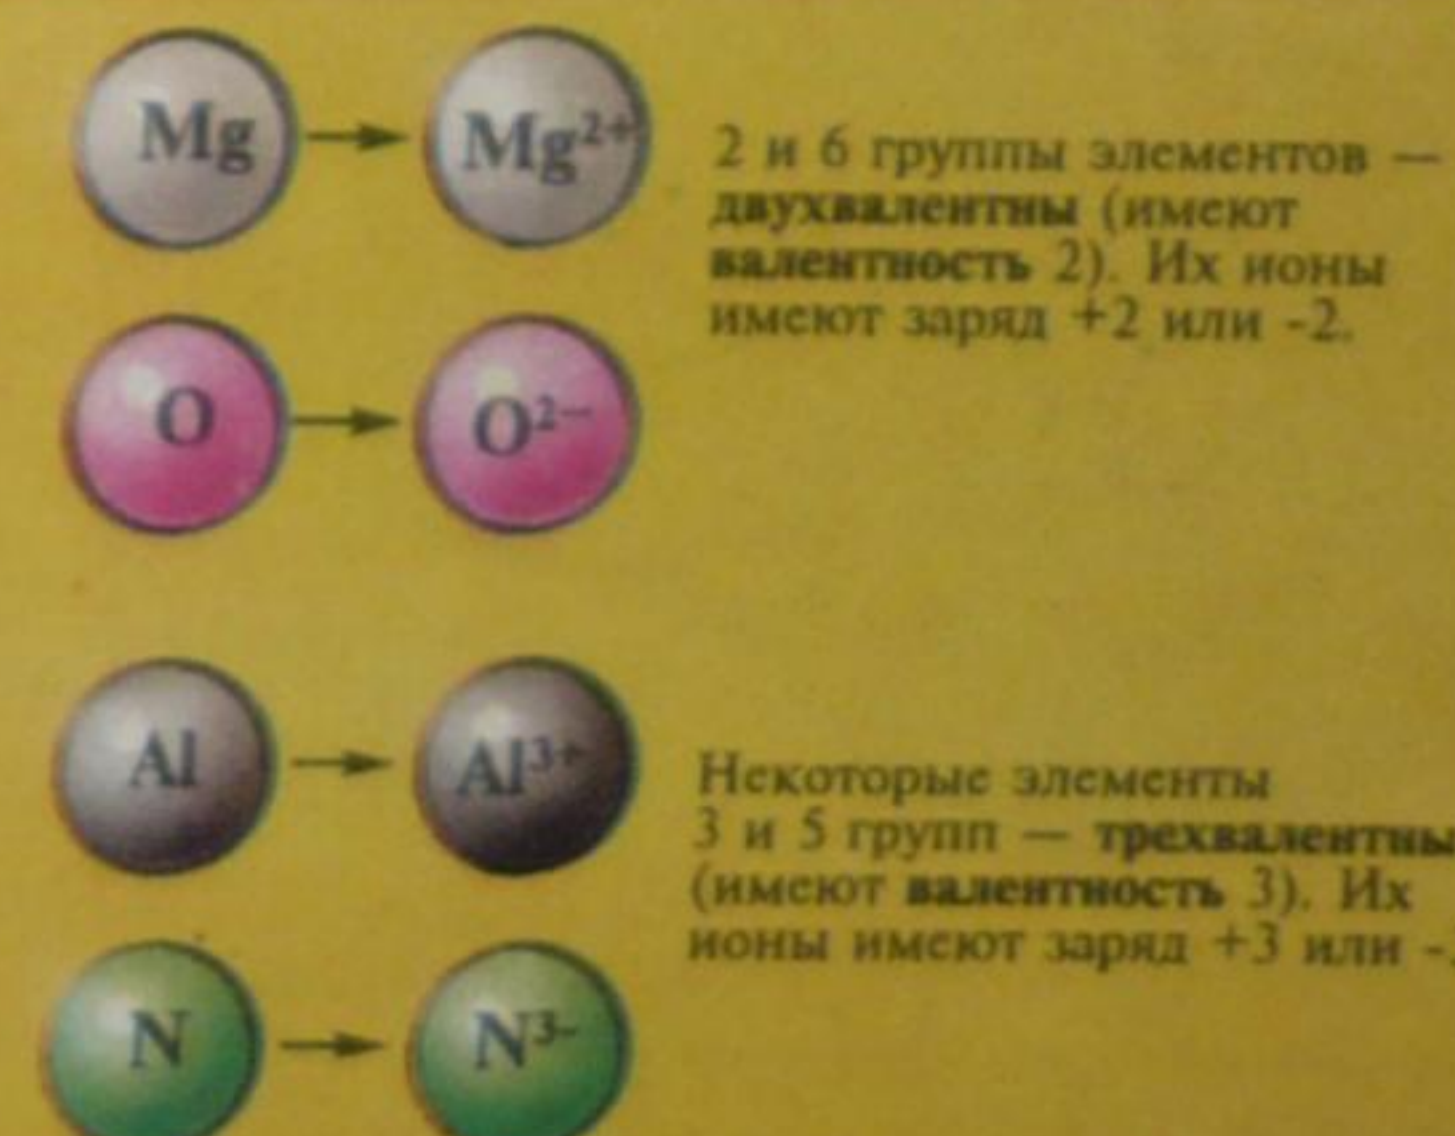 Mg
Mg²⁺
2 и 6 группы элементов —
двухвалентны (имеют
валентность 2). Их ионы
имеют заряд +2 или -2.
O
O²⁻
Al
Al³⁺
Некоторые элементы
3 и 5 групп — трехвалентны
(имеют валентность 3). Их
ионы имеют заряд +3 или -
N
N³⁻